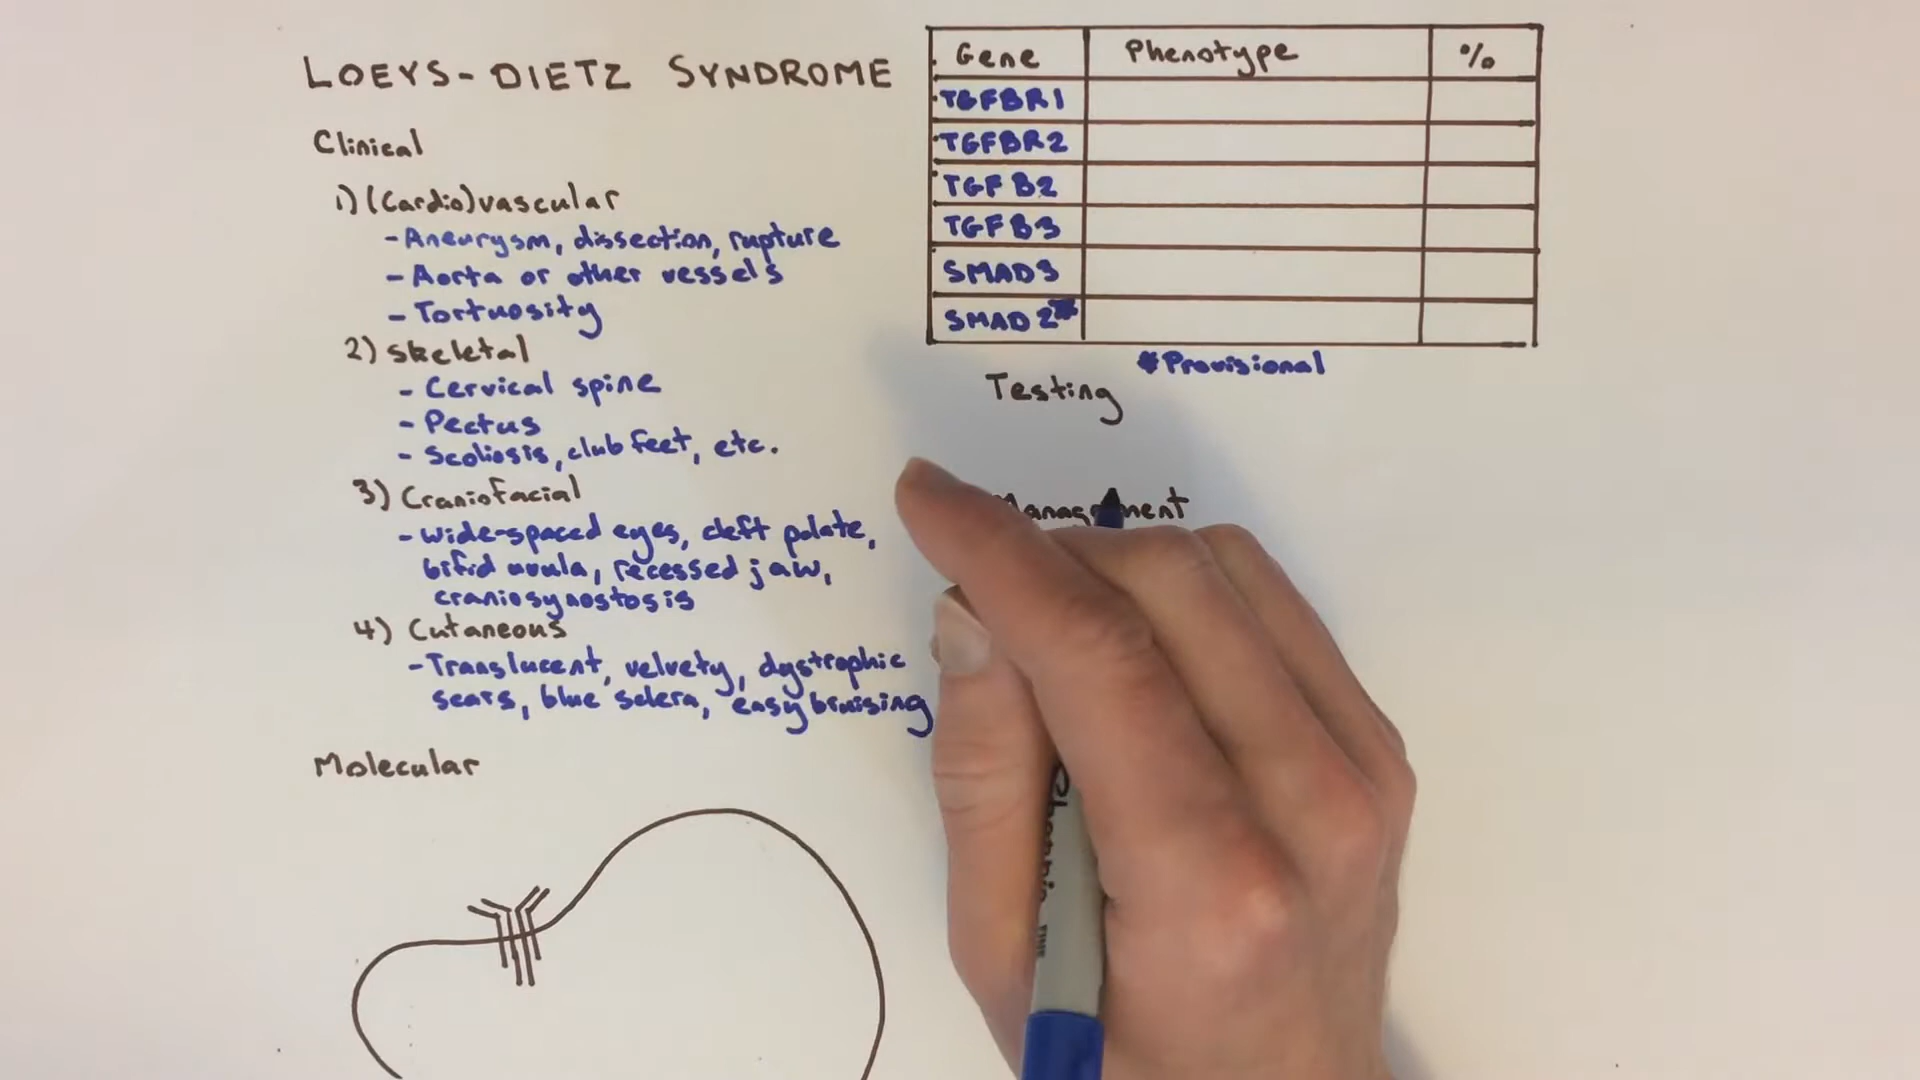 LOEYS-DIETZ SYNDROME
Clinical
1) (Cardio)vascular
- Aneurysm, dissection, rupture
- Aorta or other vessels
- Tortuosity
2) Skeletal
- Cervical spine
- Pectus
- Scoliosis, club feet, etc.
3) Craniofacial
- Wide-spaced eyes, cleft palate,
bifid uvula, recessed jaw,
craniosynostosis
4) Cutaneous
- Translucent, velvety, dystrophic
scars, blue sclera, easy bruising
Molecular
Gene Phenotype %
TGFBR1
TGFBR2
TGFB2
TGFB3
SMAD3
SMAD2*
*Provisional
Testing
Management